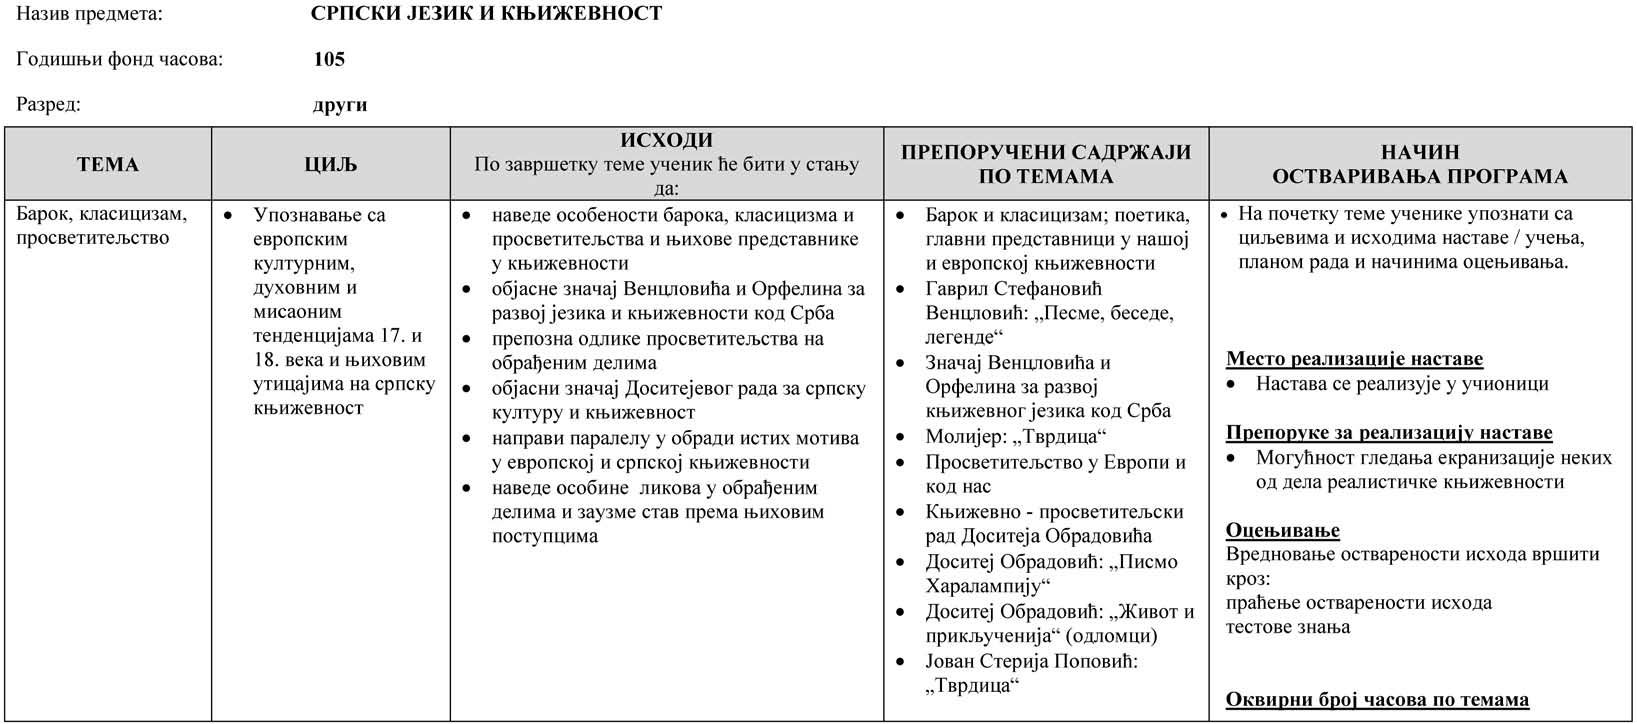 Назив предмета: СРПСКИ ЈЕЗИК И КЊИЖЕВНОСТ
Годишњи фонд часова: 105
Разред: други
ТЕМА
ЦИЉ
ИСХОДИ
По завршетку теме ученик ће бити у стању
да:
ПРЕПОРУЧЕНИ САДРЖАЈИ
ПО ТЕМАМА
НАЧИН
ОСТВАРИВАЊА ПРОГРАМА
Барок, класицизам,
просветитељство
• Упознавање са
европским
културним,
духовним и
мисаоним
тенденцијама 17. и
18. века и њиховим
утицајима на српску
књижевност
• наведе особености барока, класицизма и
просветитељства и њихове представнике
у књижевности
• објасне значај Венцловића и Орфелина за
развој језика и књижевности код Срба
• препозна одлике просветитељства на
обрађеним делима
• објасни значај Доситејевог рада за српску
културу и књижевност
• направи паралелу у обради истих мотива
у европској и српској књижевности
• наведе особине ликова у обрађеним
делима и заузме став према њиховим
поступцима
• Барок и класицизам; поетика,
главни представници у нашој
и европској књижевности
• Гаврил Стефановић
Венцловић: „Песме, беседе,
легенде“
• Значај Венцловића и
Орфелина за развој
књижевног језика код Срба
• Молијер: „Тврдица“
• Просветитељство у Европи и
код нас
• Књижевно - просветитељски
рад Доситеја Обрадовића
• Доситеј Обрадовић: „Писмо
Харалампију“
• Доситеј Обрадовић: „Живот и
прикљученија“ (одломци)
• Јован Стерија Поповић:
„Тврдица“
• На почетку теме ученике упознати са
циљевима и исходима наставе / учења,
планом рада и начинима оцењивања.
Место реализације наставе
• Настава се реализује у учионици
Препоруке за реализацију наставе
• Могућност гледања екранизације неких
од дела реалистичке књижевности
Оцењивање
Вредновање остварености исхода вршити
кроз:
праћење остварености исхода
тестове знања
Оквирни број часова по темама